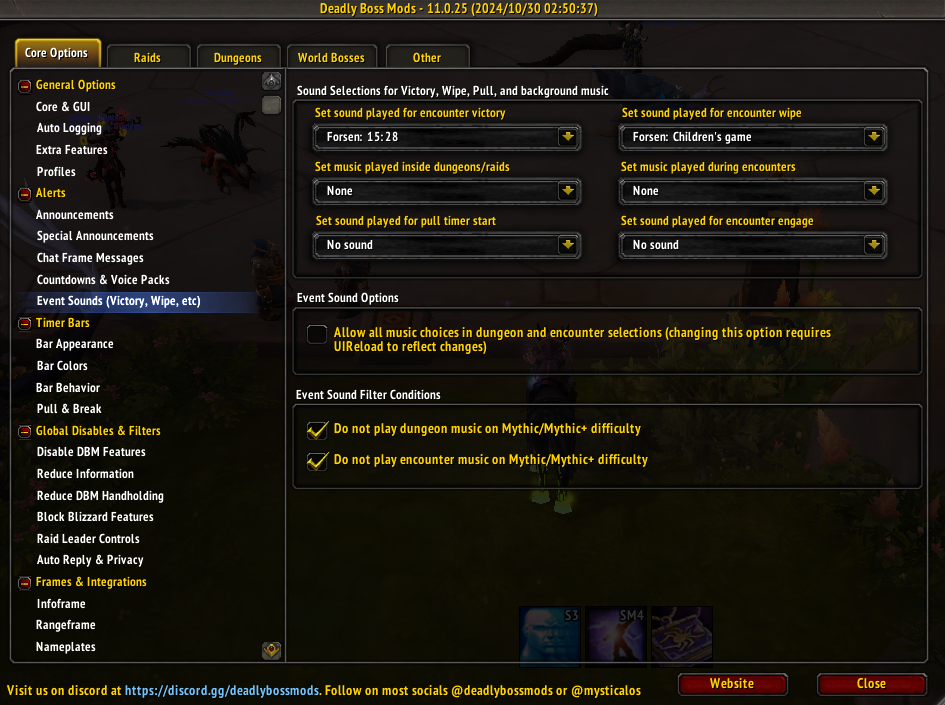 Deadly Boss Mods - 11.0.25 (2024/10/30 02:50:37)
Core Options
Raids
Dungeons
World Bosses
Other
General Options
Core & GUI
Auto Logging
Extra Features
Profiles
Alerts
Announcements
Special Announcements
Chat Frame Messages
Countdowns & Voice Packs
Event Sounds (Victory, Wipe, etc)
Timer Bars
Bar Appearance
Bar Colors
Bar Behavior
Pull & Break
Global Disables & Filters
Disable DBM Features
Reduce Information
Reduce DBM Handholding
Block Blizzard Features
Raid Leader Controls
Auto Reply & Privacy
Frames & Integrations
Infoframe
Rangeframe
Nameplates
Sound Selections for Victory, Wipe, Pull, and background music
Set sound played for encounter victory
Forsen: 15:28
Set sound played for encounter wipe
Forsen: Children's game
Set music played inside dungeons/raids
None
Set music played during encounters
None
Set sound played for pull timer start
No sound
Set sound played for encounter engage
No sound
Event Sound Options
Allow all music choices in dungeon and encounter selections (changing this option requires
UIReload to reflect changes)
Event Sound Filter Conditions
Do not play dungeon music on Mythic/Mythic+ difficulty
Do not play encounter music on Mythic/Mythic+ difficulty
S3
SM4
Visit us on discord at https://discord.gg/deadlybossmods. Follow on most socials @deadlybossmods or @mysticalos
Website
Close